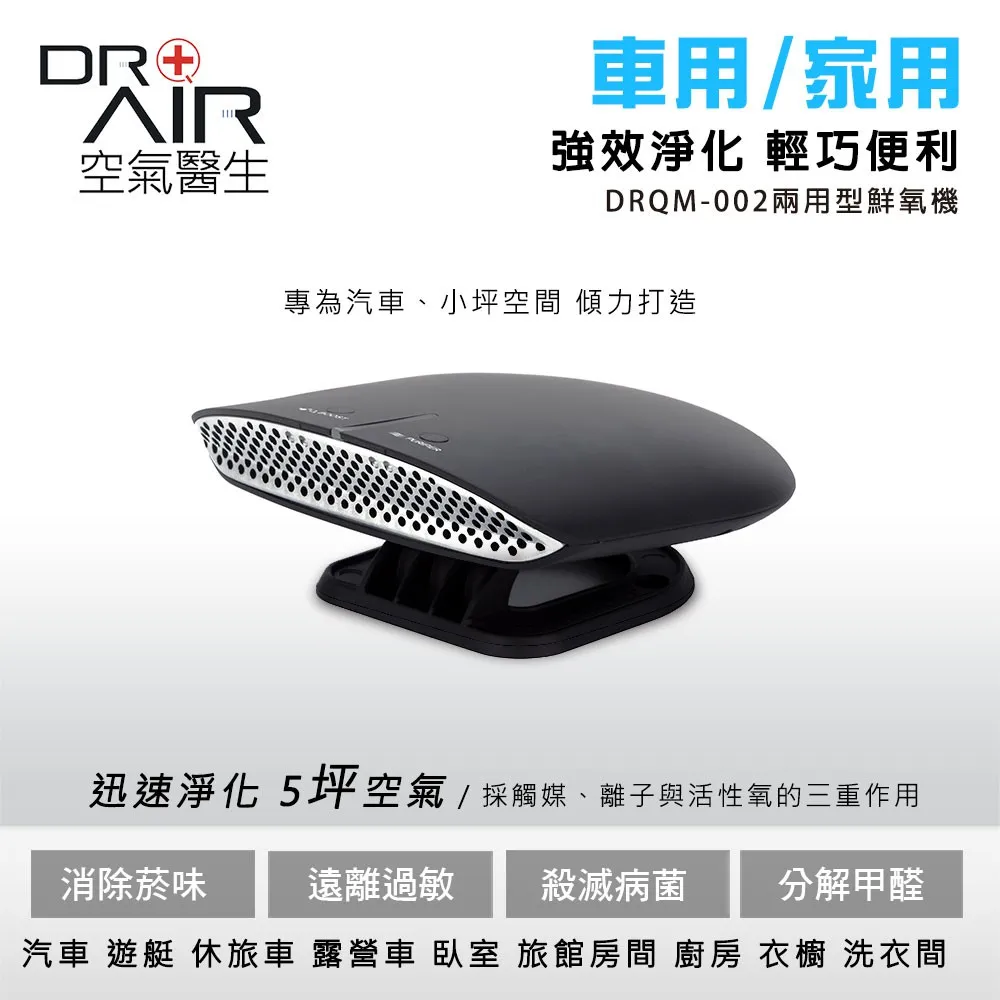 DR AIR
空氣醫生
車用/家用
強效淨化 輕巧便利
DRQM-002兩用型鮮氧機
專為汽車、小坪空間 傾力打造
BOOST
PURIFIER
迅速淨化 5坪空氣 / 採觸媒、離子與活性氧的三重作用
消除菸味 遠離過敏 殺滅病菌 分解甲醛
汽車 遊艇 休旅車 露營車 臥室 旅館房間 廚房 衣櫥 洗衣間